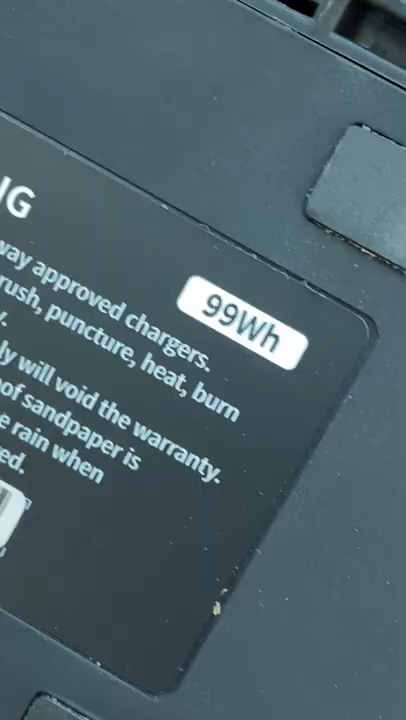 IG
way approved chargers.
rush, puncture, heat, burn
y.
ly will void the warranty.
of sandpaper is
e rain when
ed.
99Wh